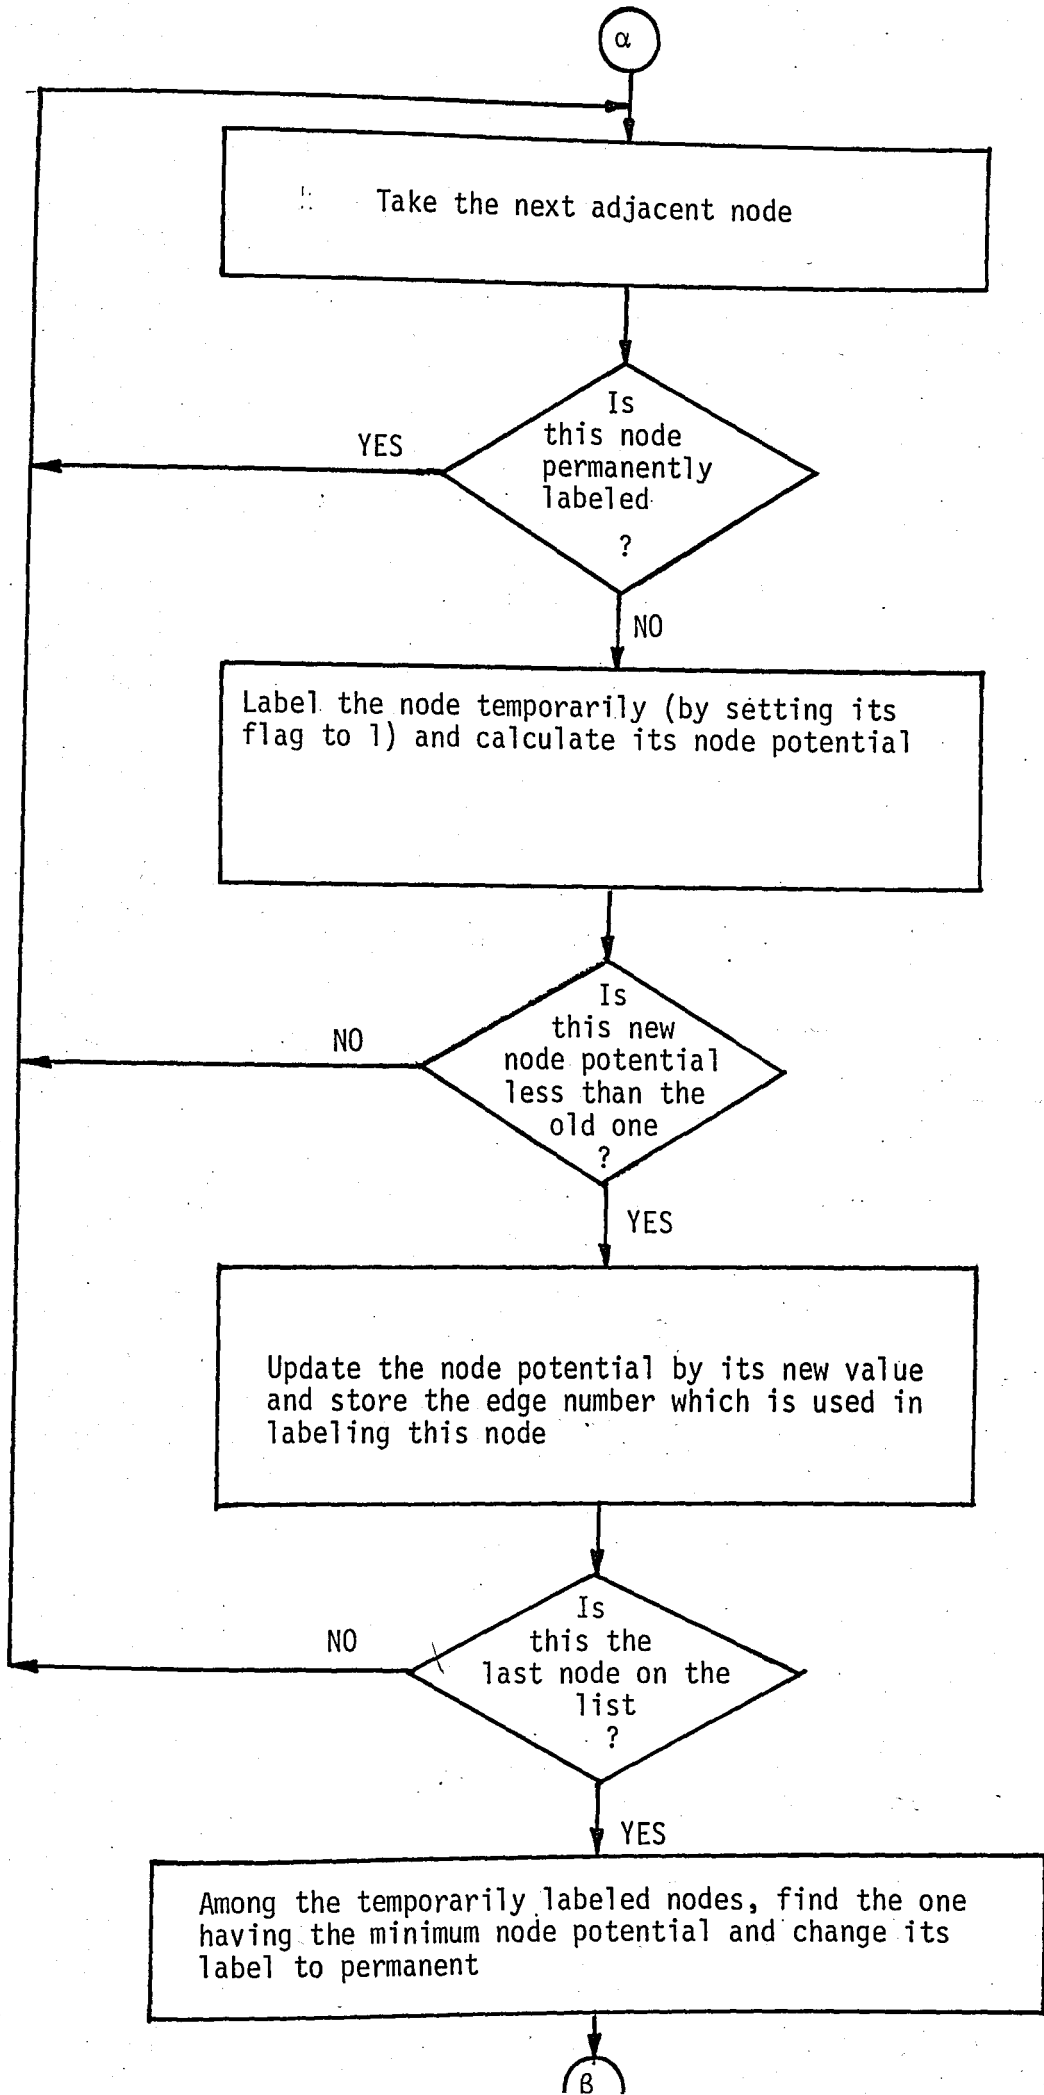 α
Take the next adjacent node
Is
this node
permanently
labeled
?
YES
NO
Label the node temporarily (by setting its
flag to 1) and calculate its node potential
Is
this new
node potential
less than the
old one
?
NO
YES
Update the node potential by its new value
and store the edge number which is used in
labeling this node
Is
this the
last node on the
list
?
NO
YES
Among the temporarily labeled nodes, find the one
having the minimum node potential and change its
label to permanent
β